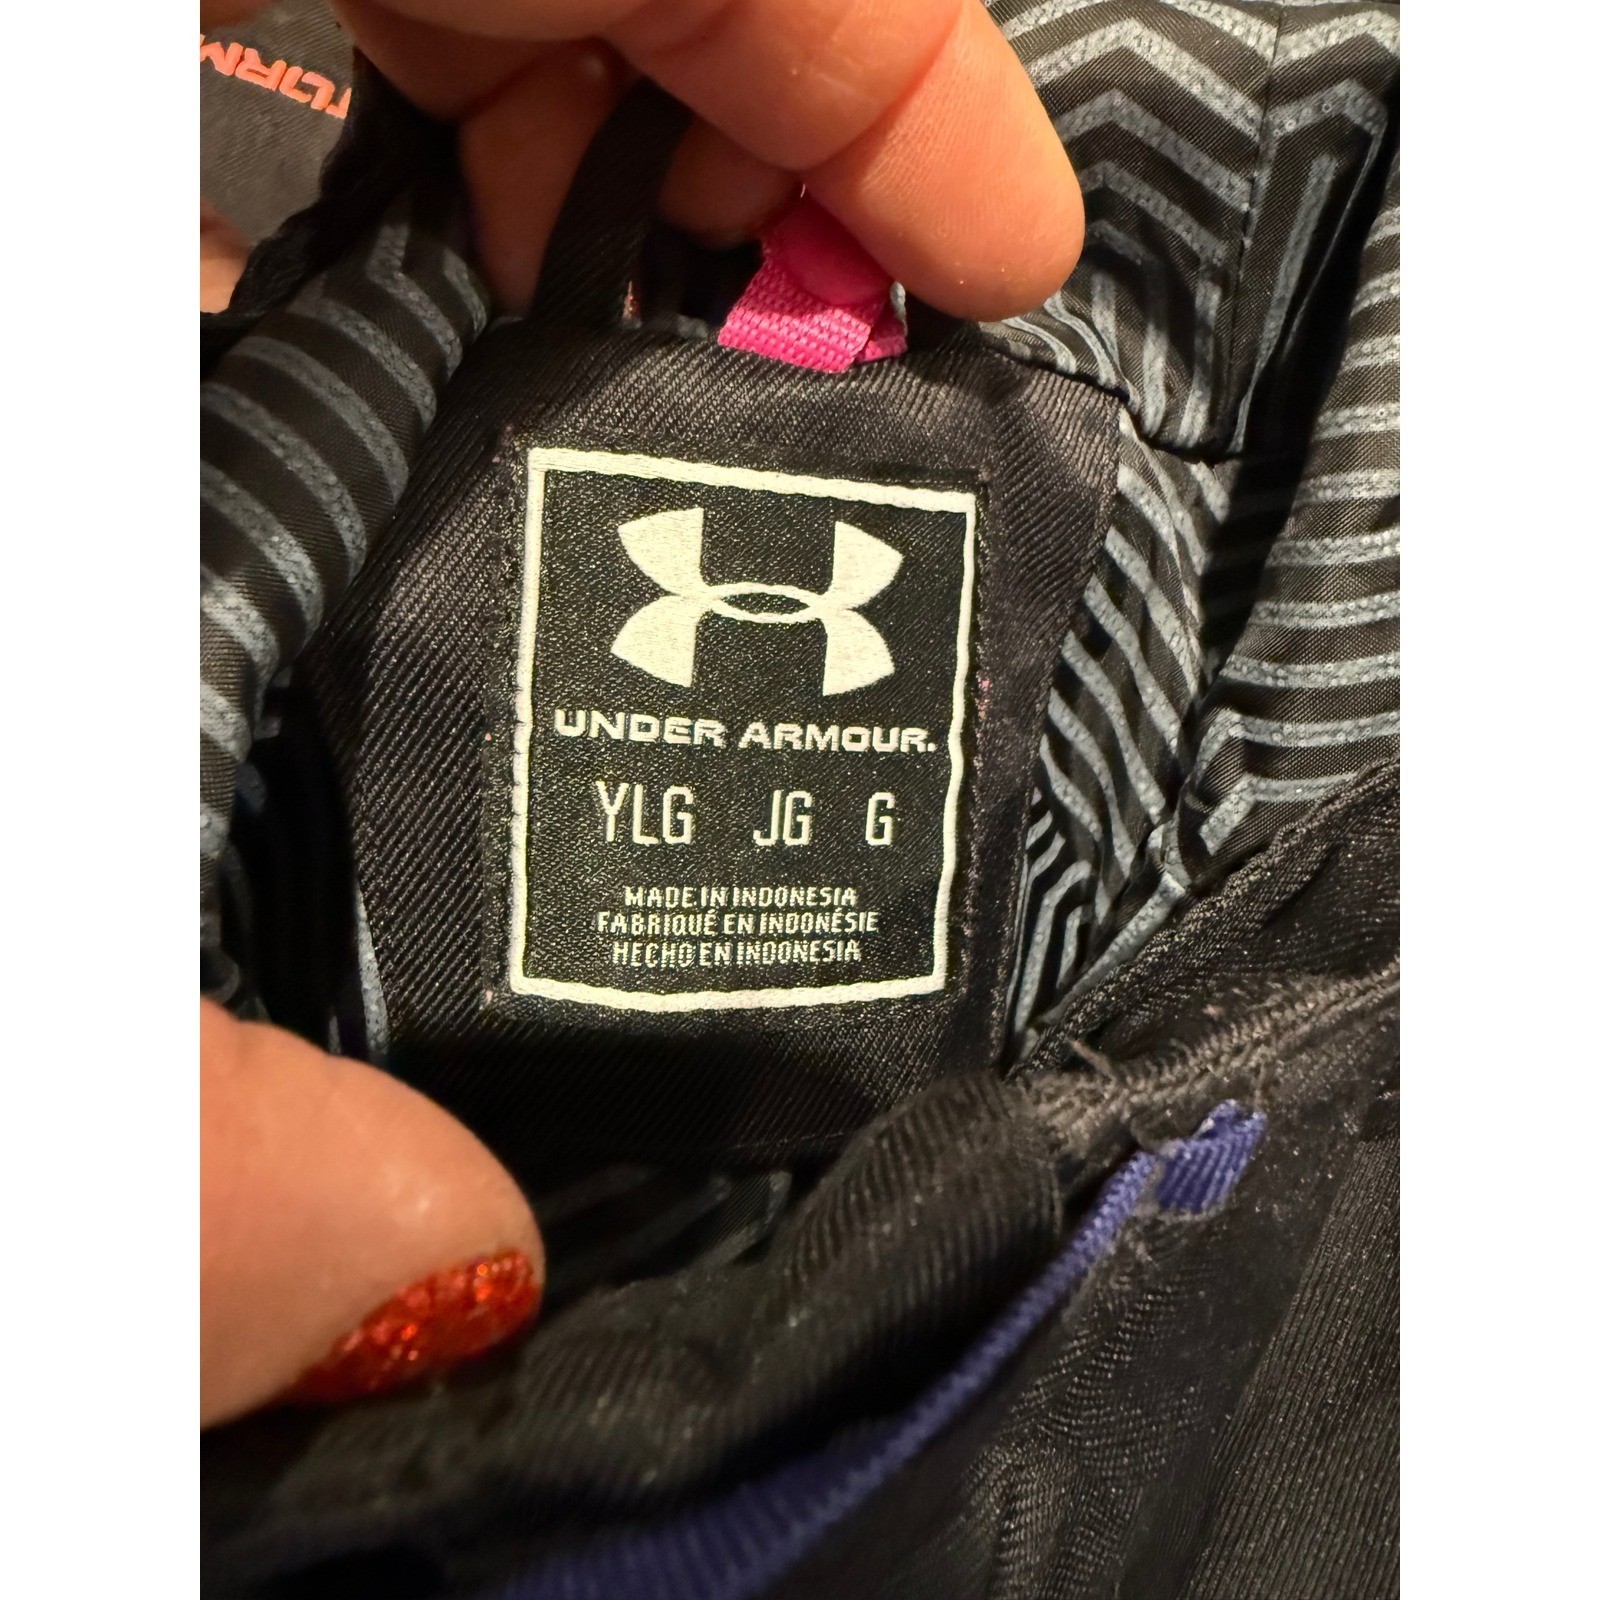 UNDER ARMOUR.
YLG JG G
MADE IN INDONESIA
FABRIQUÉ EN INDONÉSIE
HECHO EN INDONESIA